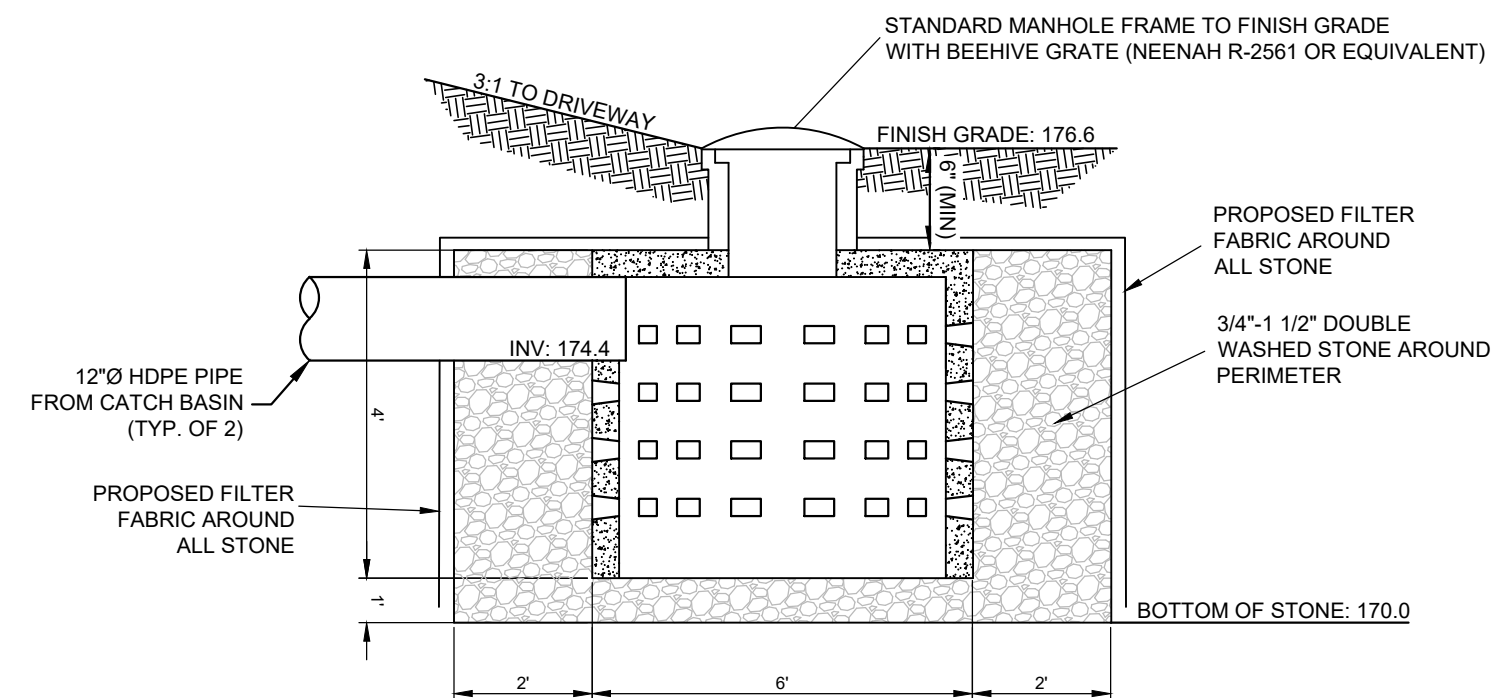 STANDARD MANHOLE FRAME TO FINISH GRADE
WITH BEEHIVE GRATE (NEENAH R-2561 OR EQUIVALENT)
3:1 TO DRIVEWAY
FINISH GRADE: 176.6
6" (MIN)
PROPOSED FILTER
FABRIC AROUND
ALL STONE
3/4"-1 1/2" DOUBLE
WASHED STONE AROUND
PERIMETER
INV: 174.4
12"Ø HDPE PIPE
FROM CATCH BASIN
(TYP. OF 2)
4'
PROPOSED FILTER
FABRIC AROUND
ALL STONE
1'
BOTTOM OF STONE: 170.0
2'
6'
2'